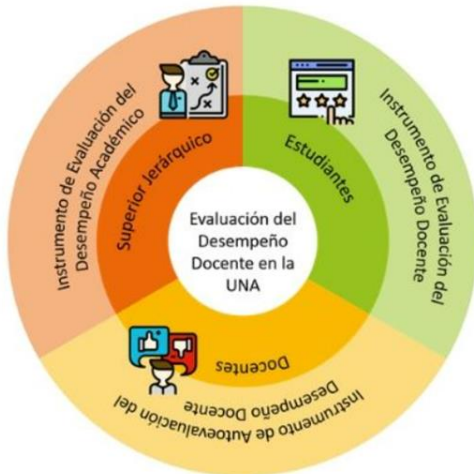 Instrumento de Evaluación del
Desempeño Académico
Superior Jerárquico
Estudiantes
Instrumento de Evaluación del
Desempeño Docente
Evaluación del
Desempeño
Docente en la
UNA
Docentes
Instrumento de Autoevaluación del
Desempeño Docente